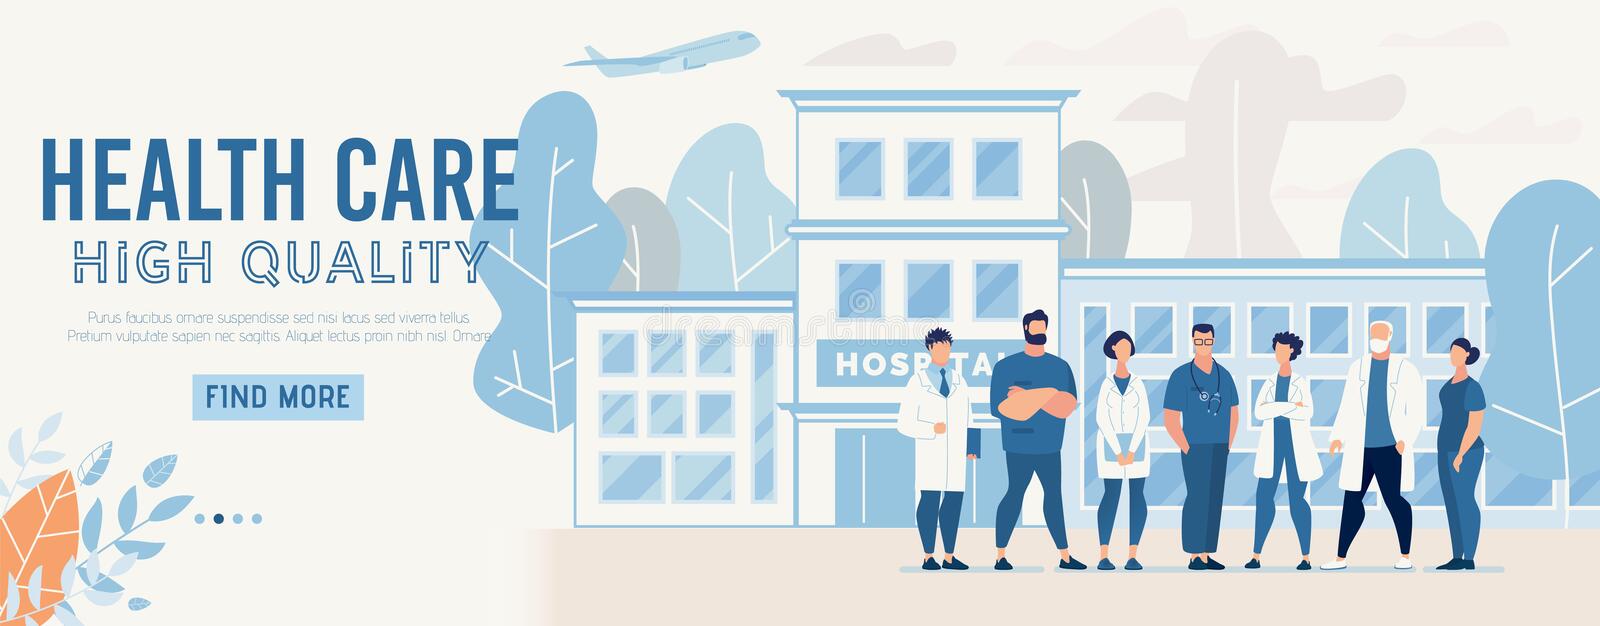 HEALTH CARE
HIGH QUALITY
Purus faucibus ornare suspendisse sed nisi lacus sed viverra tellus.
Pretium vulputate sapien nec sagittis. Aliquet lectus proin nibh nisl. Ornare
FIND MORE
HOSPITAL
dreamstime